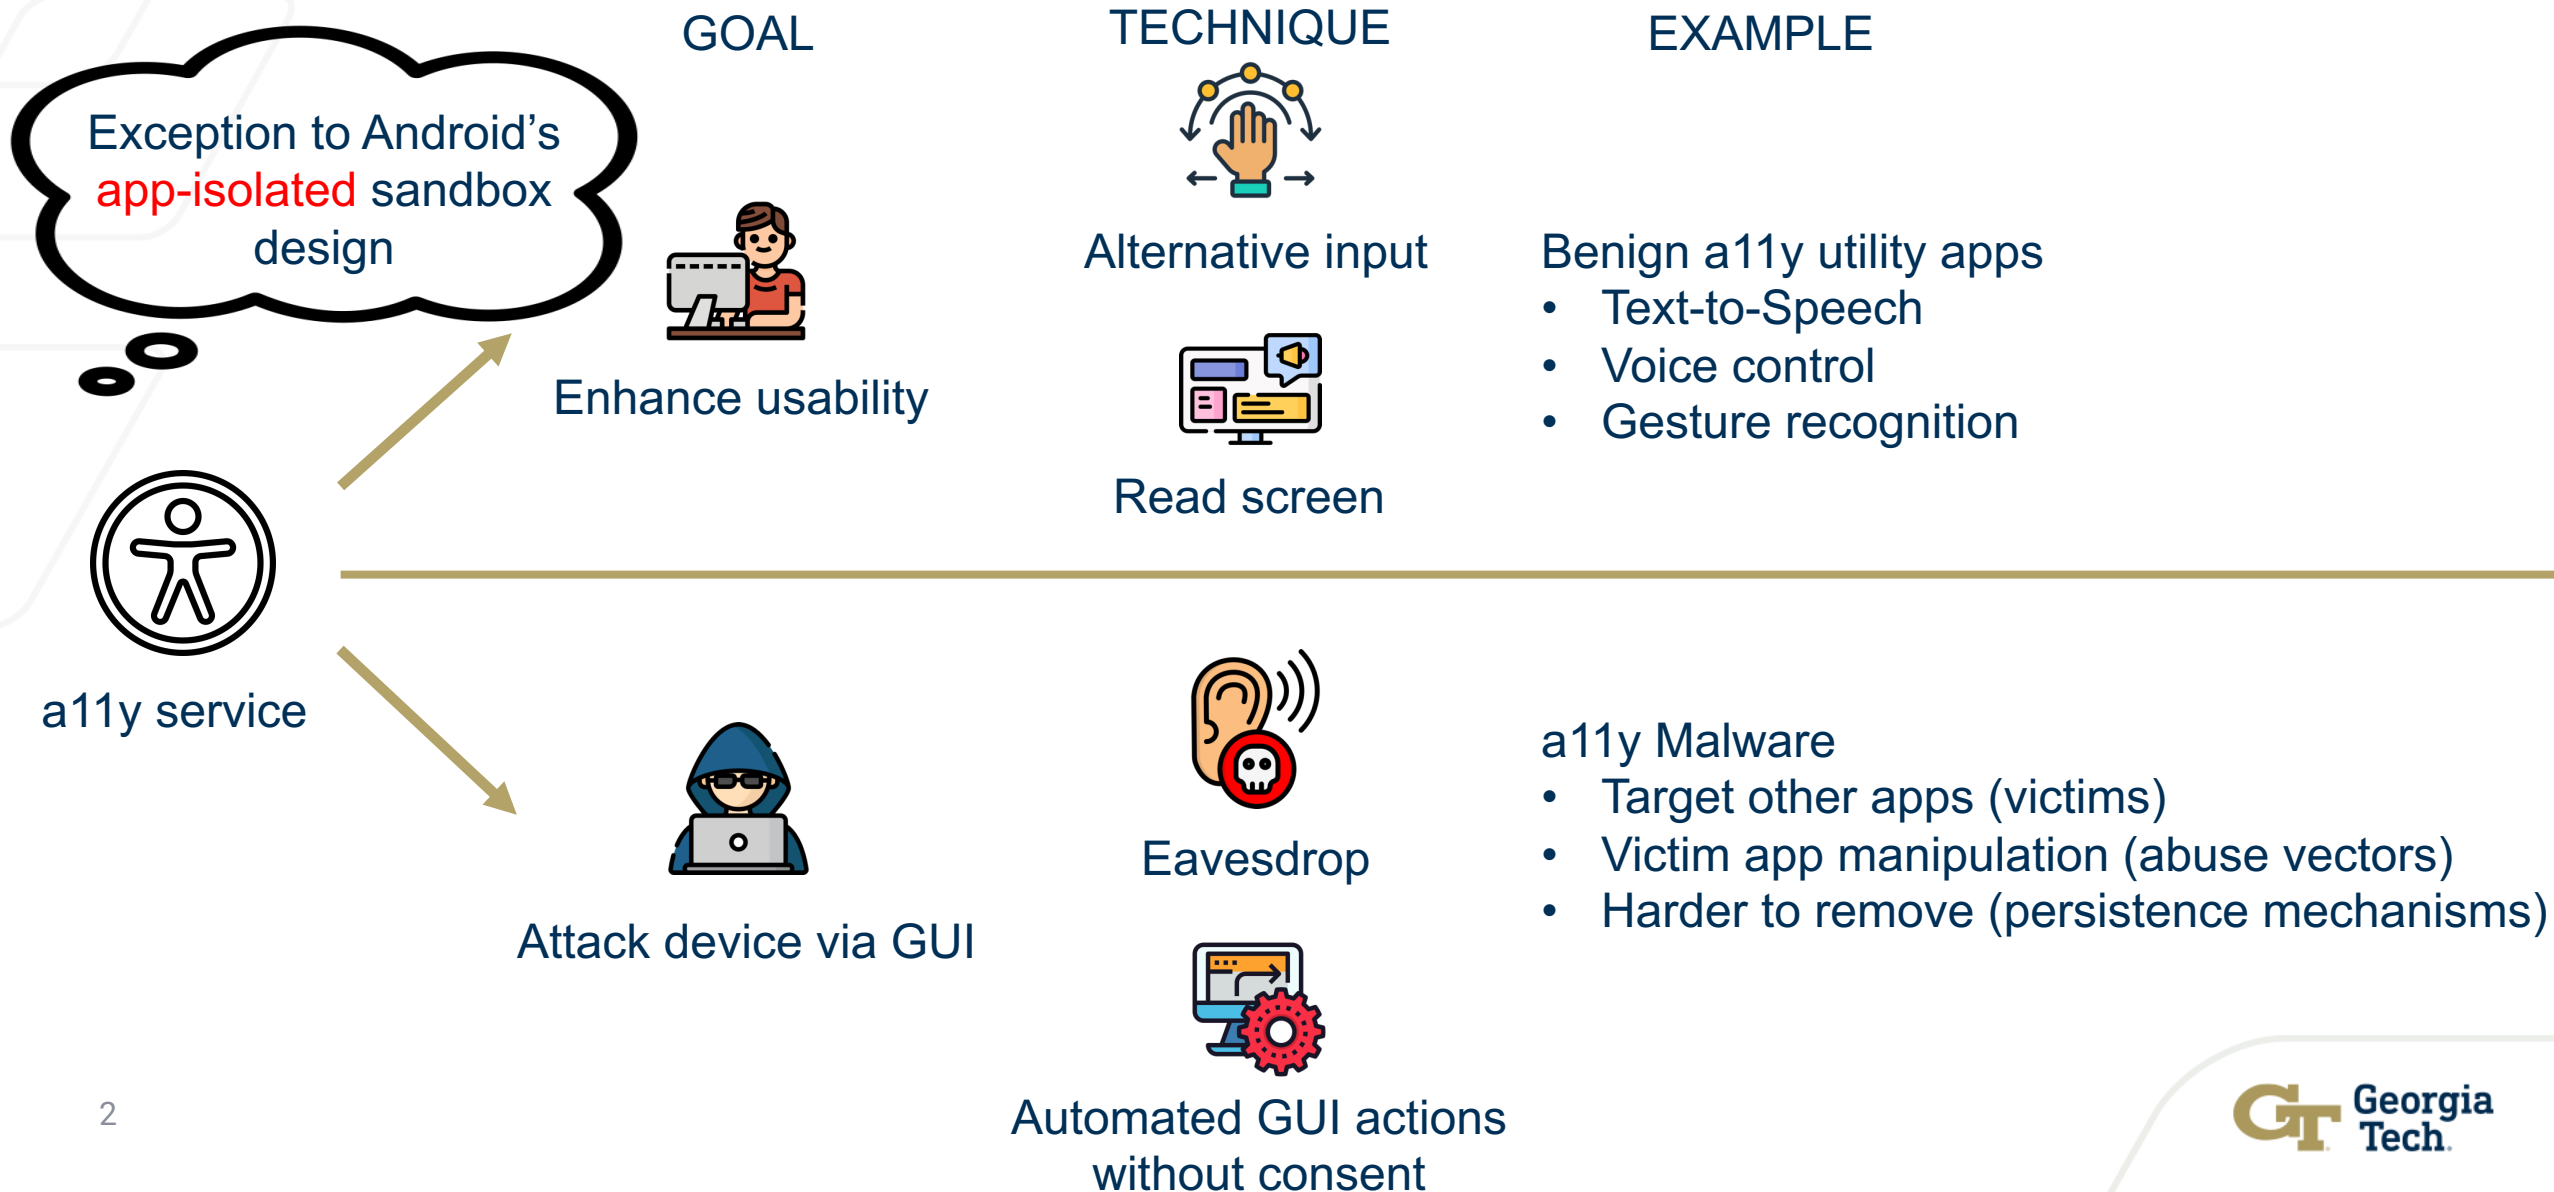 GOAL
TECHNIQUE
EXAMPLE
Exception to Android’s
app-isolated sandbox
design
Enhance usability
Alternative input
Read screen
Benign a11y utility apps
• Text-to-Speech
• Voice control
• Gesture recognition
a11y service
Attack device via GUI
Eavesdrop
Automated GUI actions
without consent
a11y Malware
• Target other apps (victims)
• Victim app manipulation (abuse vectors)
• Harder to remove (persistence mechanisms)
2
GT Georgia
Tech.